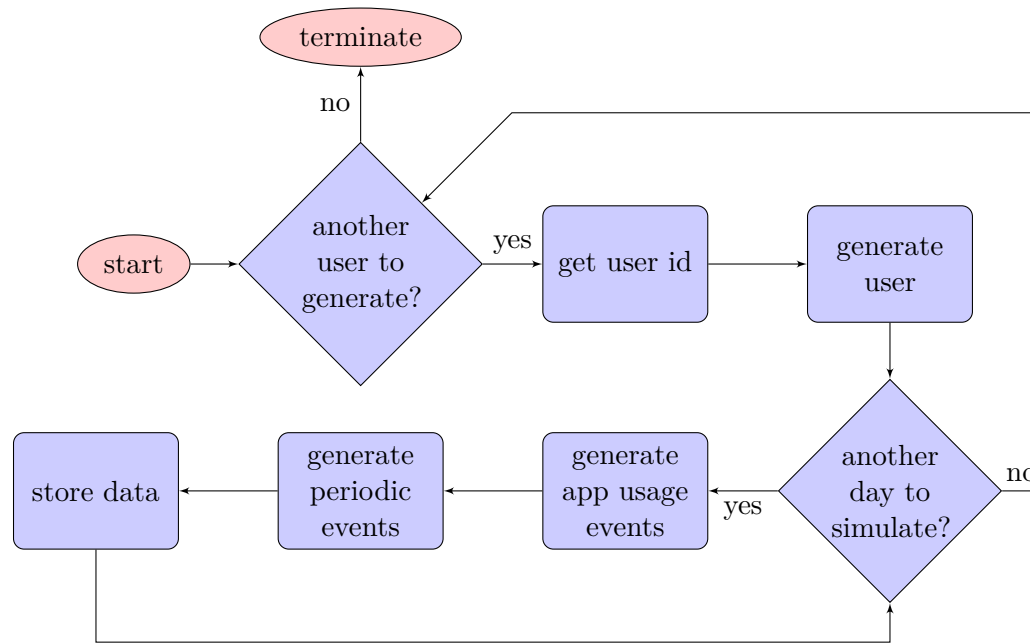 terminate
no
another
user to
generate?
start
yes
get user id
generate
user
store data
generate
periodic
events
generate
app usage
events
yes
another
day to
simulate?
no